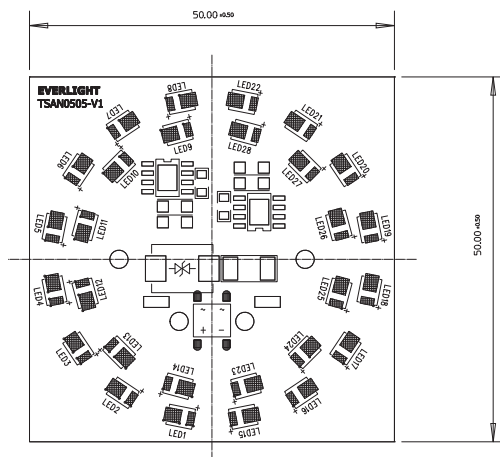 50.00 ±0.50
EVERLIGHT
TSAN0505-V1
LED8
LED22
LED7
LED21
LED9
LED28
LED6
LED10
LED27
LED20
LED5
LED11
LED26
LED19
50.00 ±0.50
LED4
LED12
LED25
LED18
LED3
LED13
LED24
LED17
~ ~
+ -
LED14
LED23
LED2
LED16
LED1
LED15